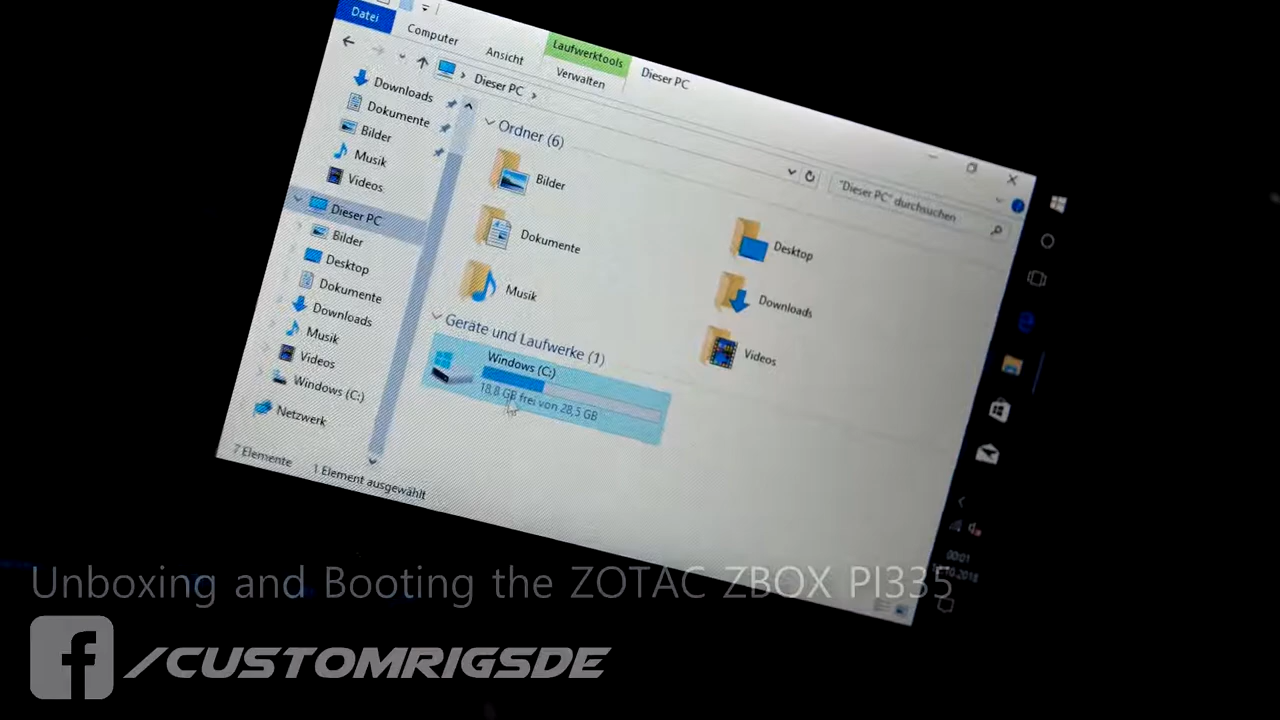 Datei
Computer
Ansicht
Laufwerktools
Verwalten
Dieser PC
Dieser PC
"Dieser PC" durchsuchen
Downloads
Dokumente
Bilder
Musik
Videos
Dieser PC
Bilder
Desktop
Dokumente
Downloads
Musik
Videos
Windows (C:)
Netzwerk
Ordner (6)
Bilder
Desktop
Dokumente
Downloads
Musik
Videos
Geräte und Laufwerke (1)
Windows (C:)
18,8 GB frei von 28,5 GB
7 Elemente
1 Element ausgewählt
00:01
Unboxing and Booting the ZOTAC ZBOX PI335
/CUSTOMRIGSDE